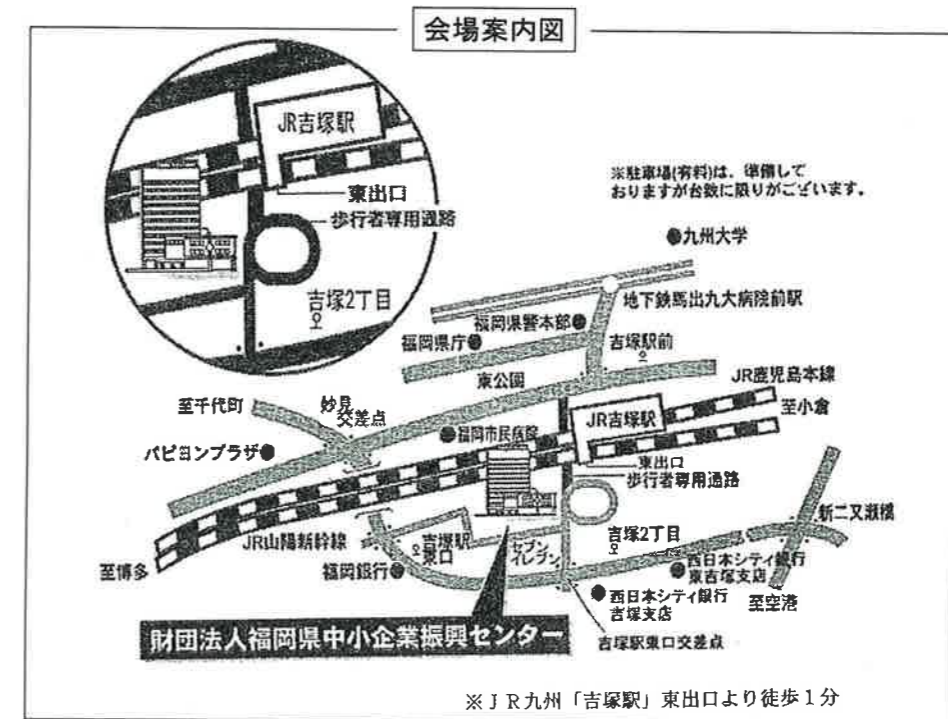 会場案内図
JR吉塚駅
東出口
歩行者専用通路
吉塚2丁目
※駐車場(有料)は、準備して
おりますが台数に限りがございます。
●九州大学
地下鉄馬出九大病院前駅
福岡県警本部●
福岡県庁●
吉塚駅前
東公園
JR鹿児島本線
至千代町
妙見
交差点
至小倉
JR吉塚駅
●福岡市民病院
パピヨンプラザ●
東出口
歩行者専用通路
新二又瀬橋
JR山陽新幹線
吉塚駅
東口
セブン
イレブン
吉塚2丁目
至博多
福岡銀行●
●西日本シティ銀行
東吉塚支店
●西日本シティ銀行
吉塚支店
至空港
財団法人福岡県中小企業振興センター
吉塚駅東口交差点
※JR九州「吉塚駅」東出口より徒歩1分